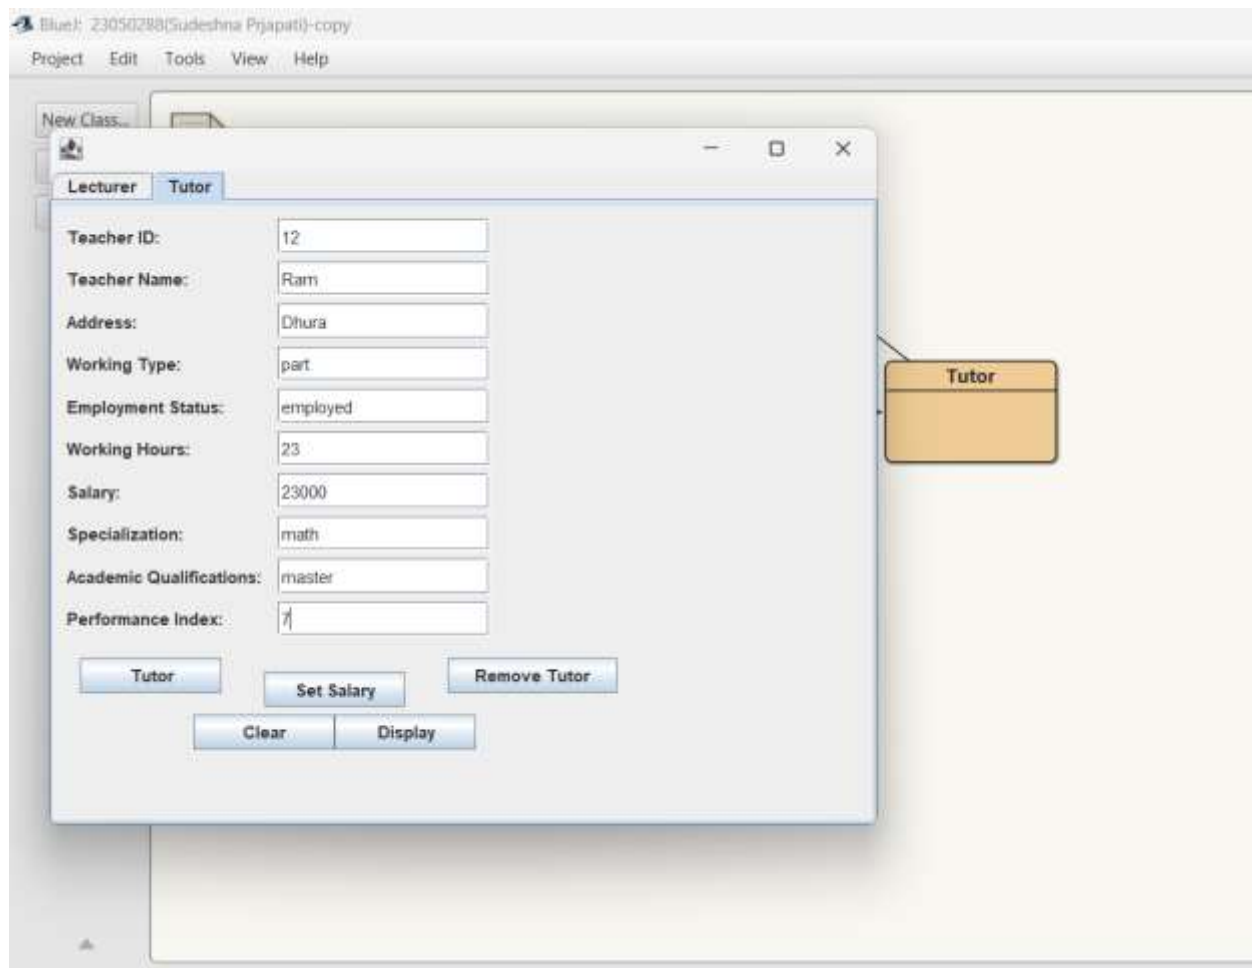 BlueJ: 23050288(Sudeshna Prjapati)-copy
Project Edit Tools View Help
New Class...
Lecturer Tutor
Teacher ID: 12
Teacher Name: Ram
Address: Dhura
Working Type: part
Employment Status: employed
Working Hours: 23
Salary: 23000
Specialization: math
Academic Qualifications: master
Performance Index: 7
Tutor Set Salary Remove Tutor
Clear Display
Tutor